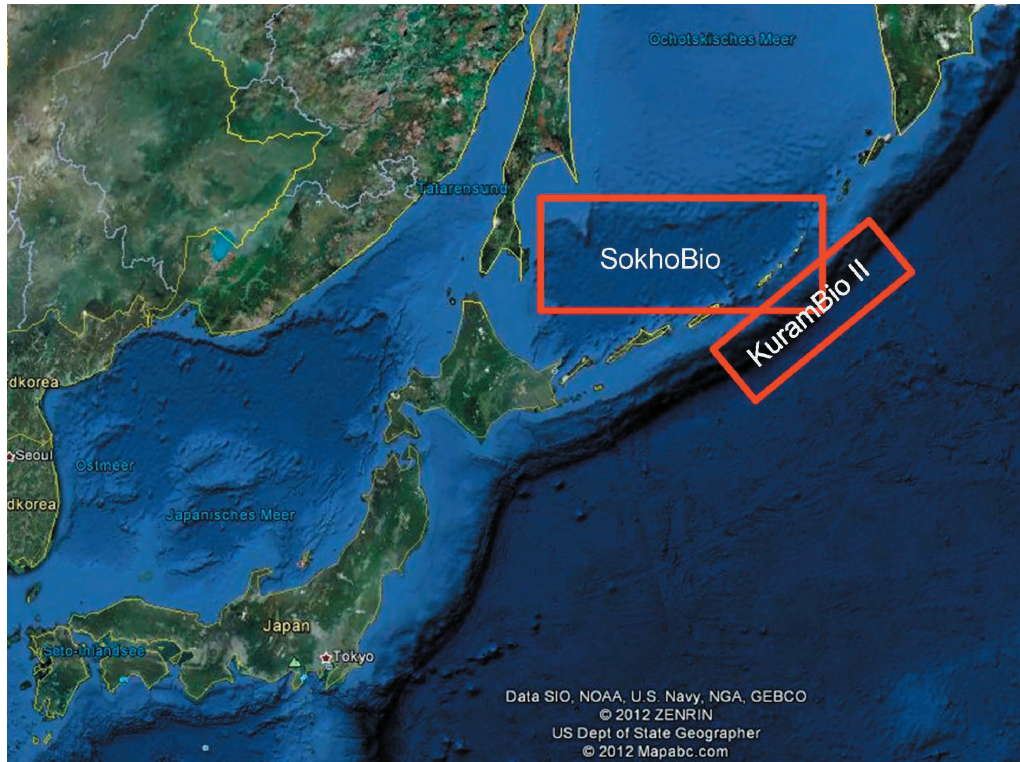 Ochotskisches Meer
Tatarensund
SokhoBio
KuramBio II
rdkorea
Seoul
Ostmeer
dkorea
Japanisches Meer
Japan
Seto-Inlandsee
Tokyo
Data SIO, NOAA, U.S. Navy, NGA, GEBCO
© 2012 ZENRIN
US Dept of State Geographer
© 2012 Mapabc.com